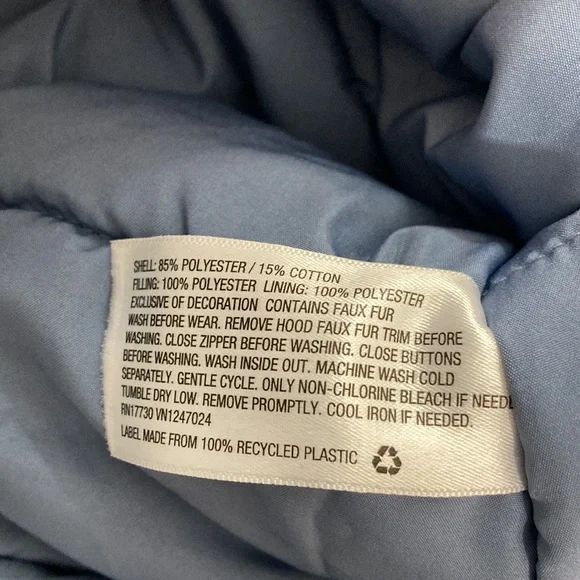 SHELL: 85% POLYESTER / 15% COTTON
FILLING: 100% POLYESTER LINING: 100% POLYESTER
EXCLUSIVE OF DECORATION CONTAINS FAUX FUR
WASH BEFORE WEAR. REMOVE HOOD FAUX FUR TRIM BEFORE
WASHING. CLOSE ZIPPER BEFORE WASHING. CLOSE BUTTONS
BEFORE WASHING. WASH INSIDE OUT. MACHINE WASH COLD
SEPARATELY. GENTLE CYCLE. ONLY NON-CHLORINE BLEACH IF NEED
TUMBLE DRY LOW. REMOVE PROMPTLY. COOL IRON IF NEEDED.
RN17730 VN1247024
LABEL MADE FROM 100% RECYCLED PLASTIC